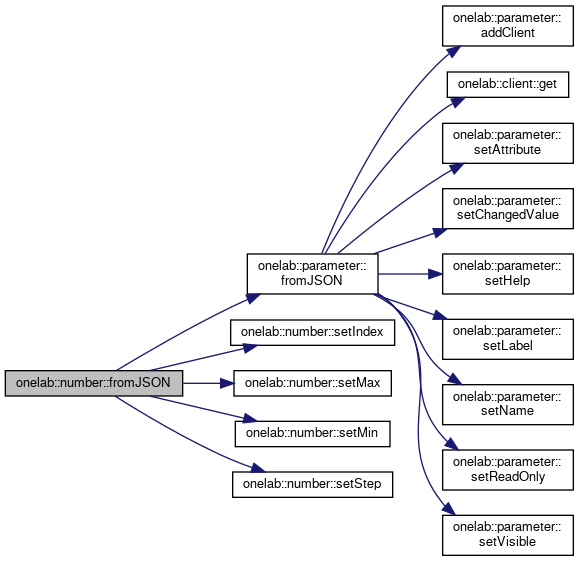 onelab::parameter::
addClient
onelab::client::get
onelab::parameter::
setAttribute
onelab::parameter::
setChangedValue
onelab::parameter::
fromJSON
onelab::parameter::
setHelp
onelab::number::setIndex
onelab::parameter::
setLabel
onelab::number::fromJSON
onelab::number::setMax
onelab::parameter::
setName
onelab::number::setMin
onelab::parameter::
setReadOnly
onelab::number::setStep
onelab::parameter::
setVisible